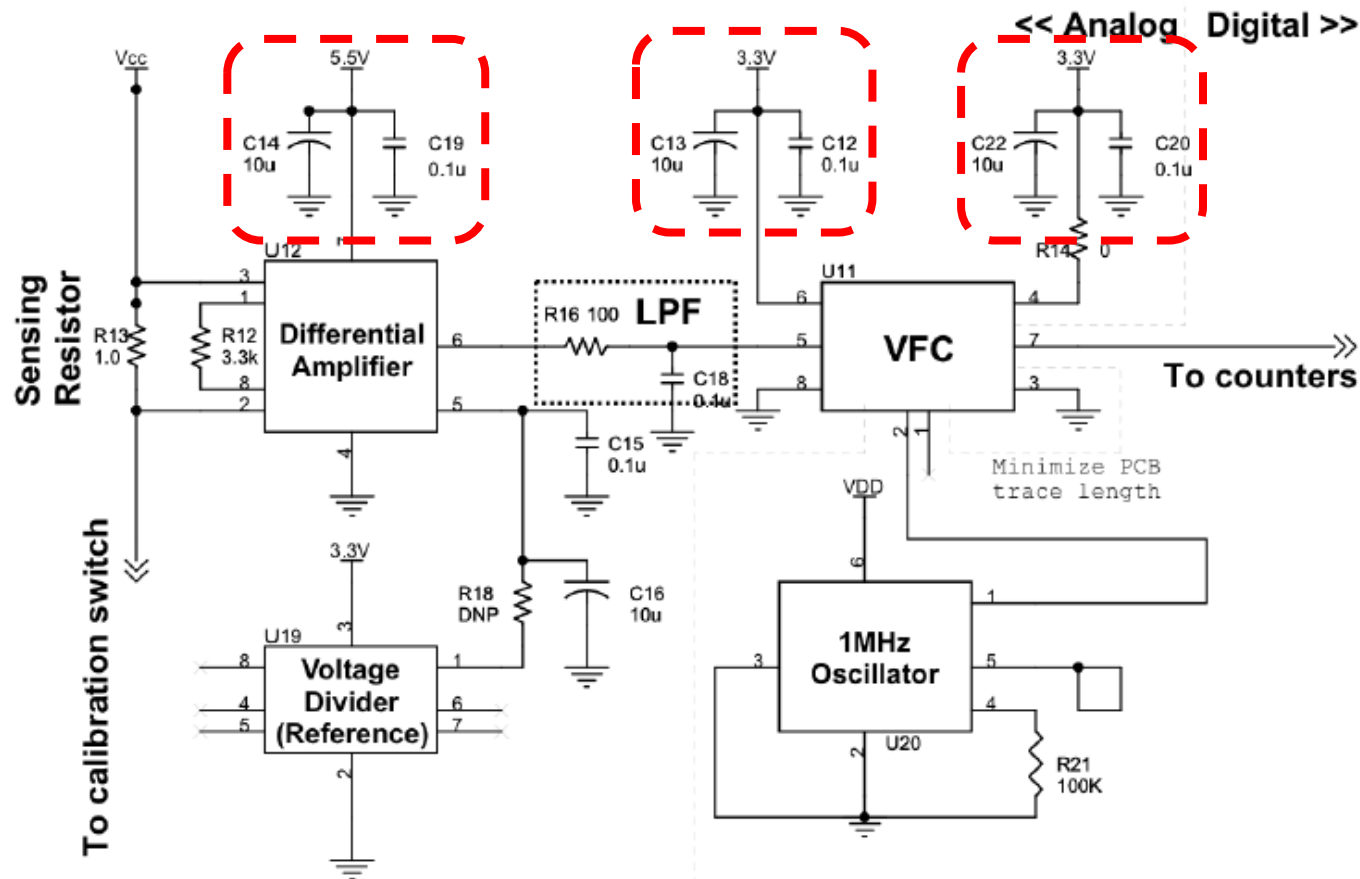 << Analog Digital >>
Vcc
5.5V
3.3V
3.3V
C14
10u
C19
0.1u
C13
10u
C12
0.1u
C22
10u
C20
0.1u
7
U12
R14 0
U11
Sensing
Resistor
R13
1.0
R12
3.3k
3
1
8
2
Differential
Amplifier
6
5
4
R16 100 LPF
C18
0.1u
6
5
8
VFC
4
7
3
2
1
To counters
C15
0.1u
Minimize PCB
trace length
To calibration switch
3.3V
R18
DNP
C16
10u
U19
3
8
4
5
Voltage
Divider
(Reference)
1
6
7
2
VDD
6
3
1MHz
Oscillator
1
5
4
2
U20
R21
100K